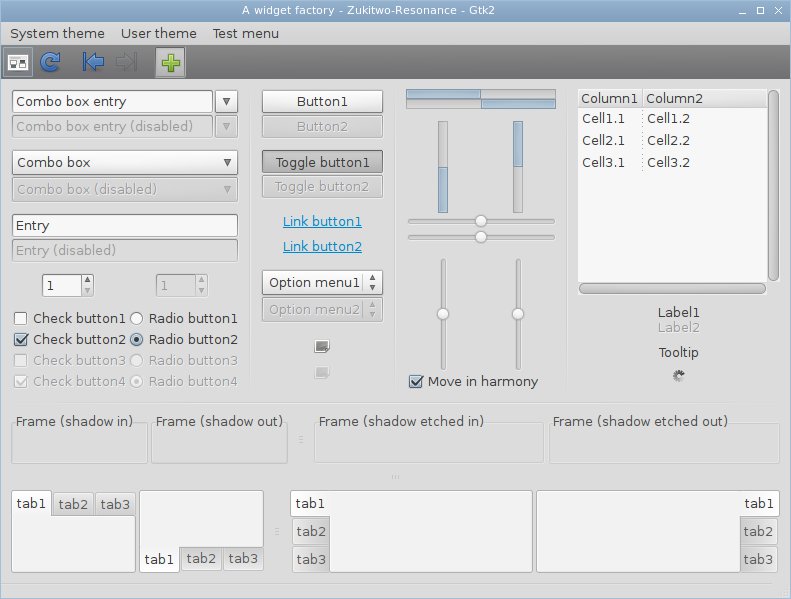 A widget factory - Zukitwo-Resonance - Gtk2
System theme User theme Test menu
Combo box entry
Combo box entry (disabled)
Combo box
Combo box (disabled)
Entry
Entry (disabled)
1 1
Check button1 Radio button1
Check button2 Radio button2
Check button3 Radio button3
Check button4 Radio button4
Button1
Button2
Toggle button1
Toggle button2
Link button1
Link button2
Option menu1
Option menu2
Move in harmony
Column1 Column2
Cell1.1 Cell1.2
Cell2.1 Cell2.2
Cell3.1 Cell3.2
Label1
Label2
Tooltip
Frame (shadow in) Frame (shadow out) Frame (shadow etched in) Frame (shadow etched out)
tab1 tab2 tab3
tab1 tab2 tab3
tab1
tab2
tab3
tab1
tab2
tab3